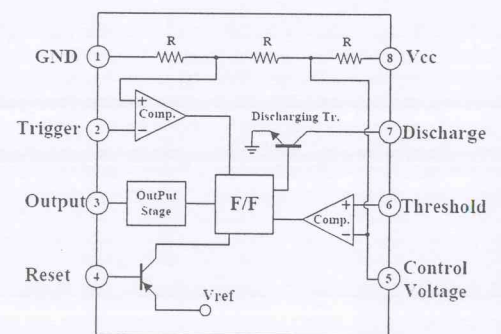 R R R
GND 1 8 Vcc
+
Comp.
−
Discharging Tr.
Trigger 2 7 Discharge
Output 3 OutPut Stage F/F + Comp. − 6 Threshold
Reset 4 5 Control Voltage
Vref